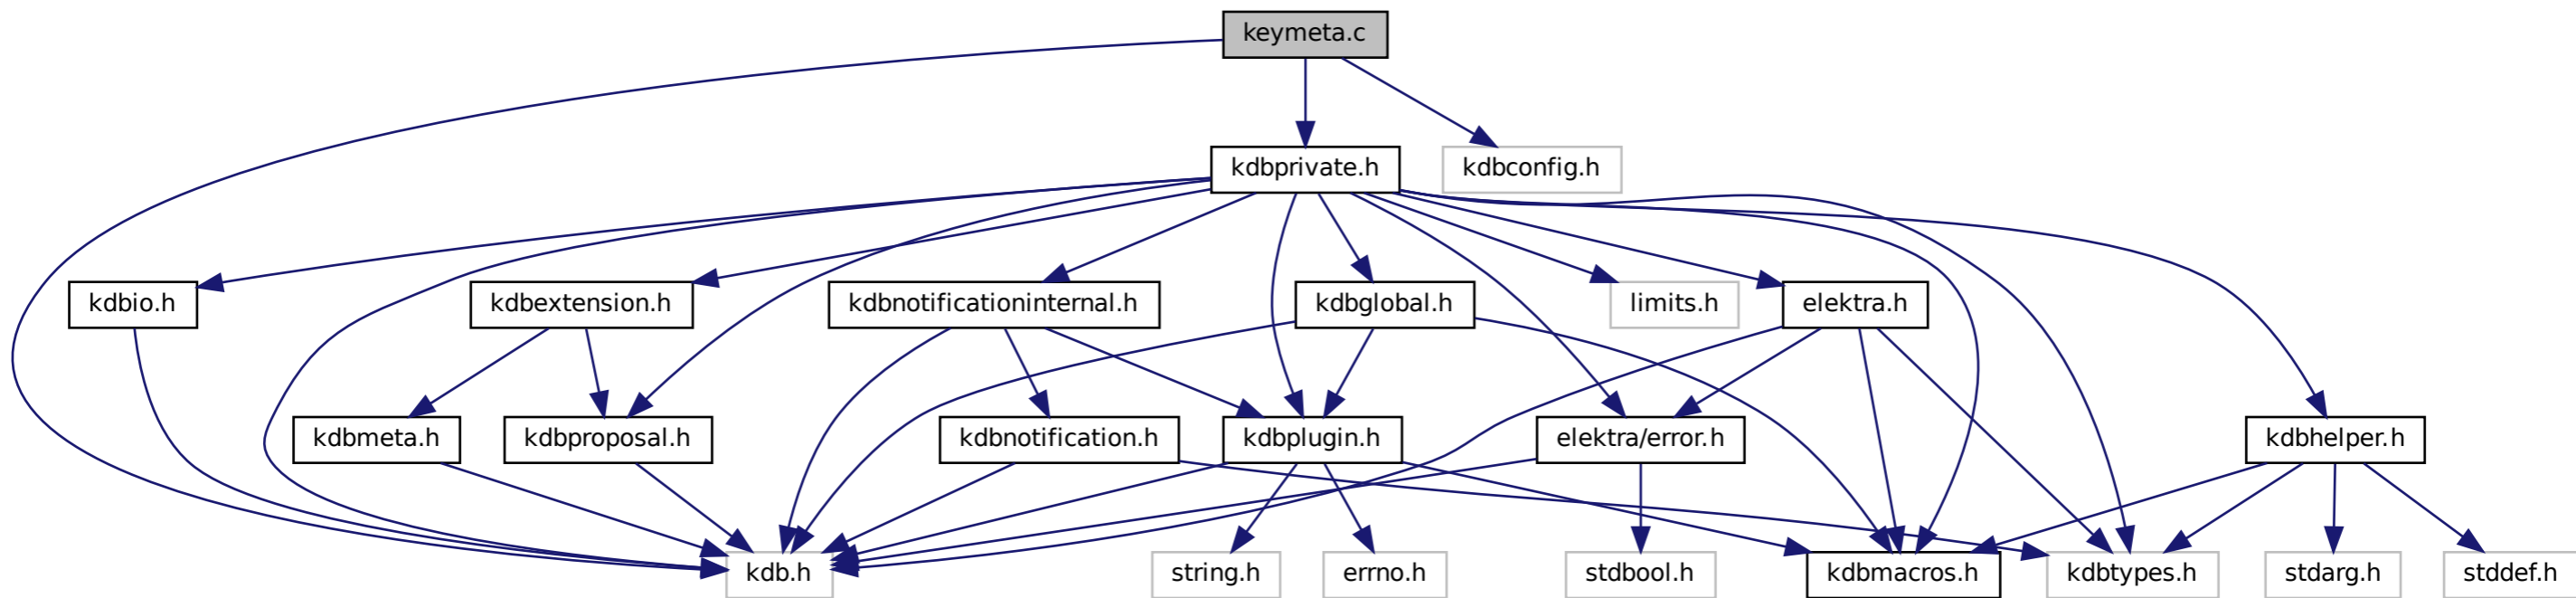 keymeta.c
kdbprivate.h
kdbconfig.h
kdbio.h
kdbextension.h
kdbnotificationinternal.h
kdbglobal.h
limits.h
elektra.h
kdbmeta.h
kdbproposal.h
kdbnotification.h
kdbplugin.h
elektra/error.h
kdbhelper.h
kdb.h
string.h
errno.h
stdbool.h
kdbmacros.h
kdbtypes.h
stdarg.h
stddef.h